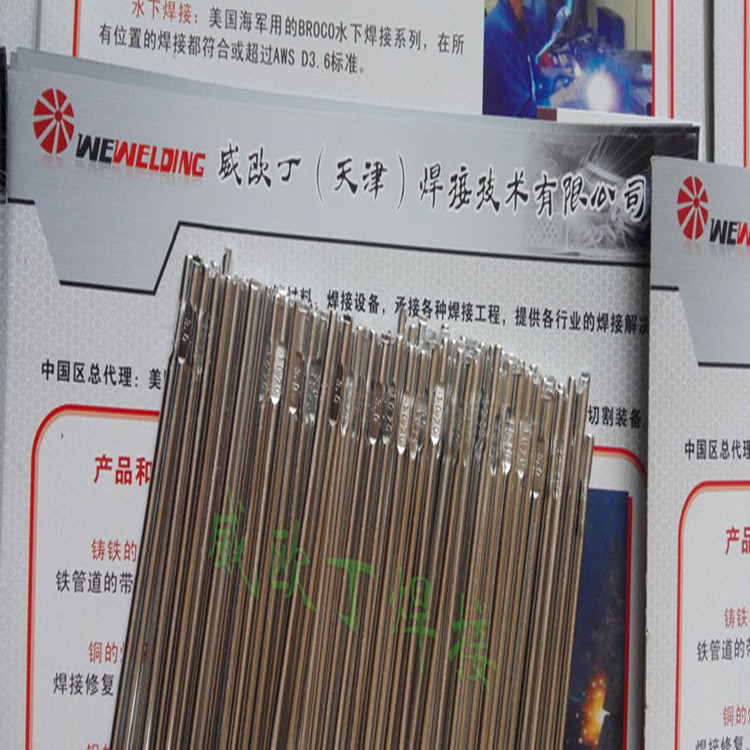 水下焊接：美国海军用的BROCO水下焊接系列，在所
有位置的焊接都符合或超过AWS D3.6标准。
WEWELDING 威欧丁（天津）焊接技术有限公司
材料、焊接设备，承接各种焊接工程，提供各行业的焊接解决
中国区总代理：美
切割装备
产品和
铸铁的
铁管道的带
铜的
焊接修复
威欧丁焊接
WEW
中国区总代理
产品
铸铁
铁管道的带
铜的
焊接修复